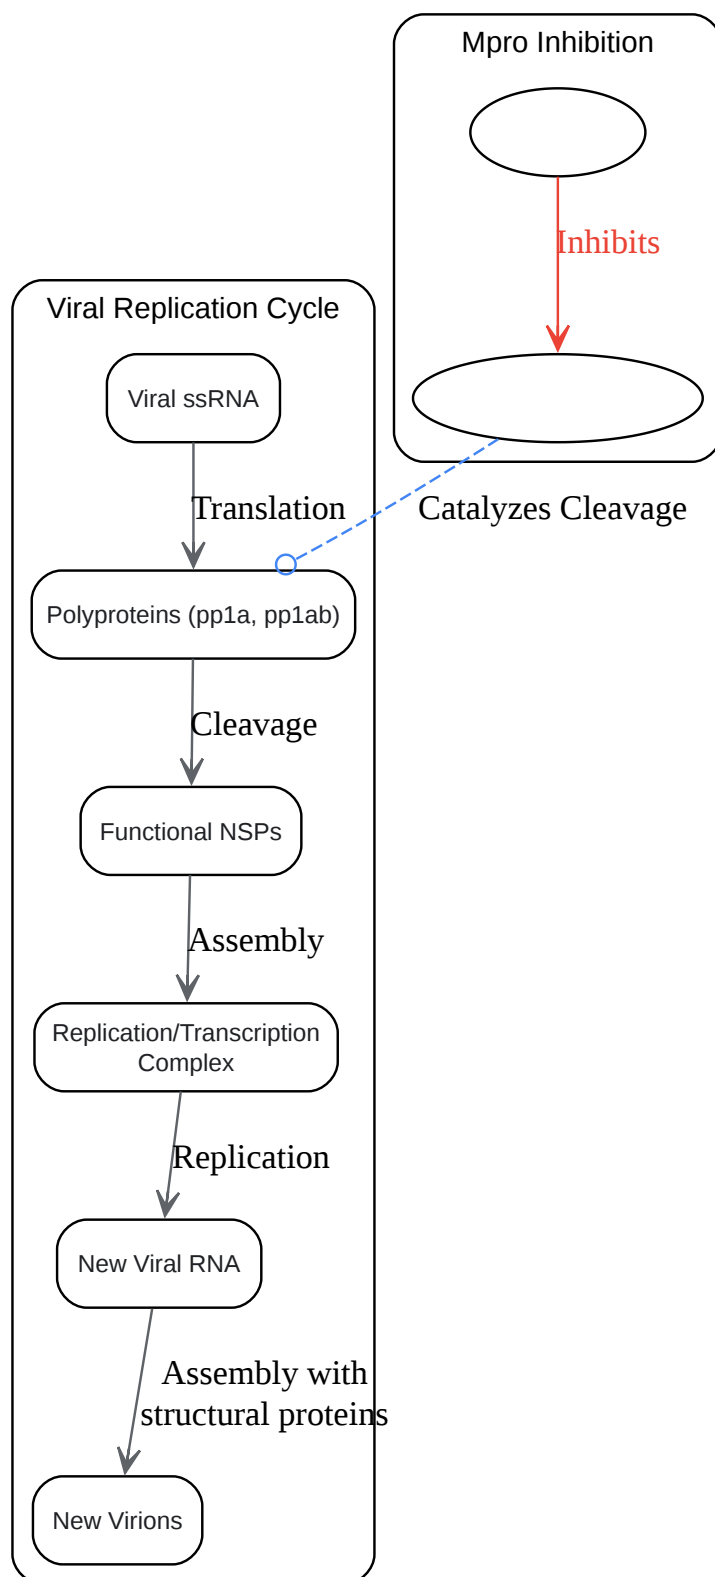 Mpro Inhibition
Inhibits
Viral Replication Cycle
Viral ssRNA
Translation
Catalyzes Cleavage
Polyproteins (pp1a, pp1ab)
Cleavage
Functional NSPs
Assembly
Replication/Transcription
Complex
Replication
New Viral RNA
Assembly with
structural proteins
New Virions